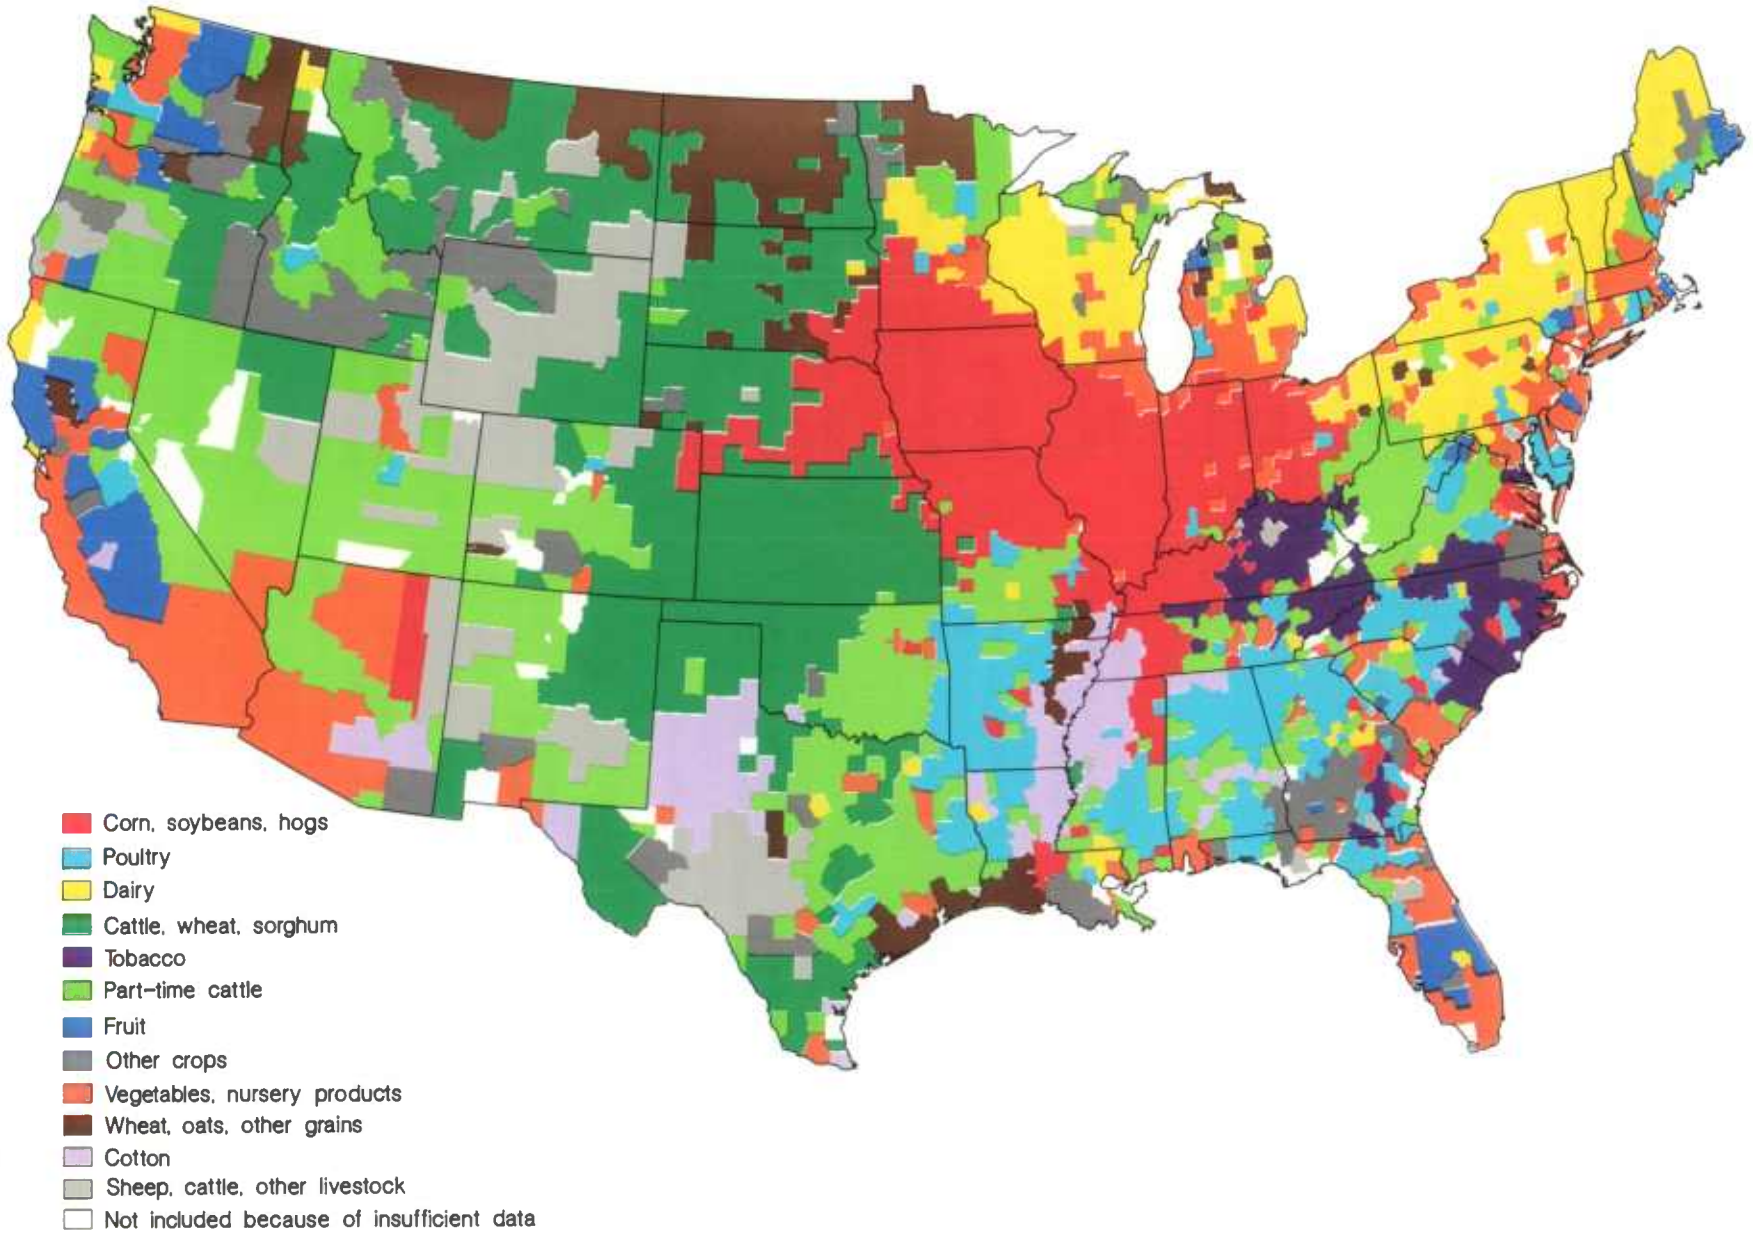 Corn, soybeans, hogs
Poultry
Dairy
Cattle, wheat, sorghum
Tobacco
Part-time cattle
Fruit
Other crops
Vegetables, nursery products
Wheat, oats, other grains
Cotton
Sheep, cattle, other livestock
Not included because of insufficient data